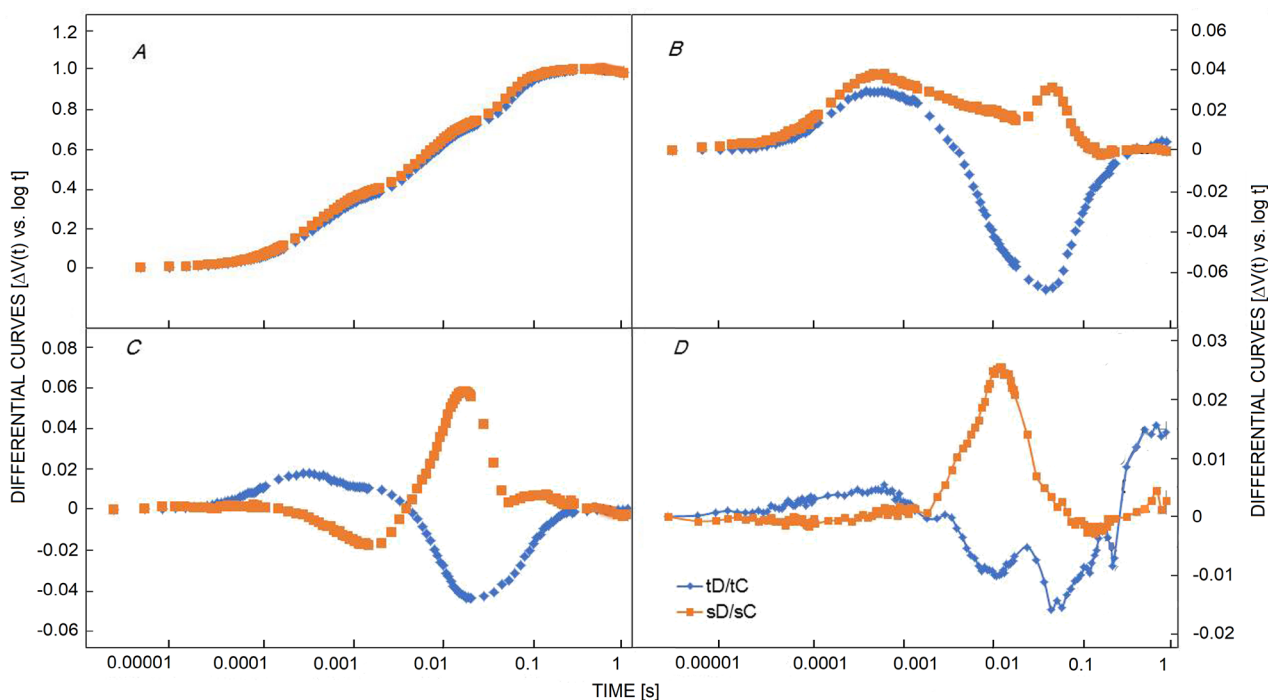 A
1.2
1.0
0.8
0.6
0.4
0.2
0
B
0.06
0.04
0.02
0
-0.02
-0.04
-0.06
DIFFERENTIAL CURVES [ΔV(t) vs. log t]
DIFFERENTIAL CURVES [ΔV(t) vs. log t]
C
0.08
0.06
0.04
0.02
0
-0.02
-0.04
-0.06
D
0.03
0.02
0.01
0
-0.01
-0.02
tD/tC
sD/sC
0.00001 0.0001 0.001 0.01 0.1 1
0.00001 0.0001 0.001 0.01 0.1 1
TIME [s]